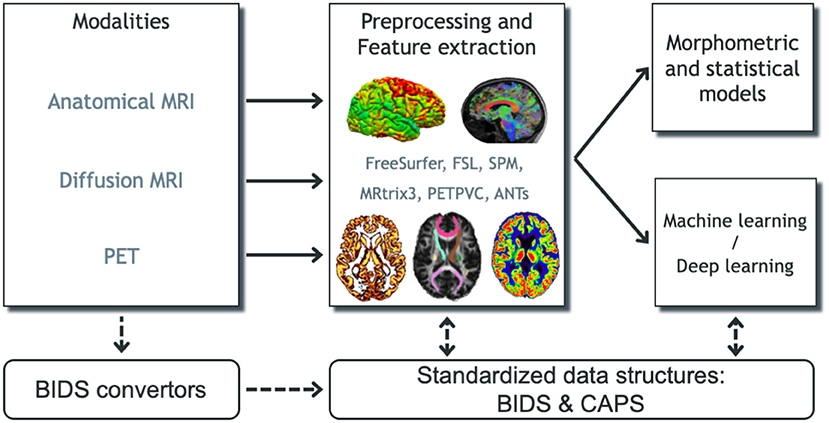 Modalities
Anatomical MRI
Diffusion MRI
PET
Preprocessing and
Feature extraction
FreeSurfer, FSL, SPM,
MRtrix3, PETPVC, ANTs
Morphometric
and statistical
models
Machine learning
/
Deep learning
BIDS convertors
Standardized data structures:
BIDS & CAPS